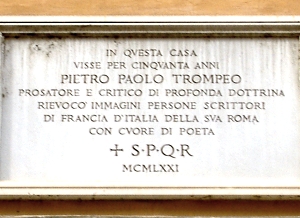 IN QVESTA CASA
VISSE PER CINQVANTA ANNI
PIETRO PAOLO TROMPEO
PROSATORE E CRITICO DI PROFONDA DOTTRINA
RIEVOCO' IMMAGINI PERSONE SCRITTORI
DI FRANCIA D'ITALIA DELLA SVA ROMA
CON CVORE DI POETA
+ S·P·Q·R
MCMLXXI